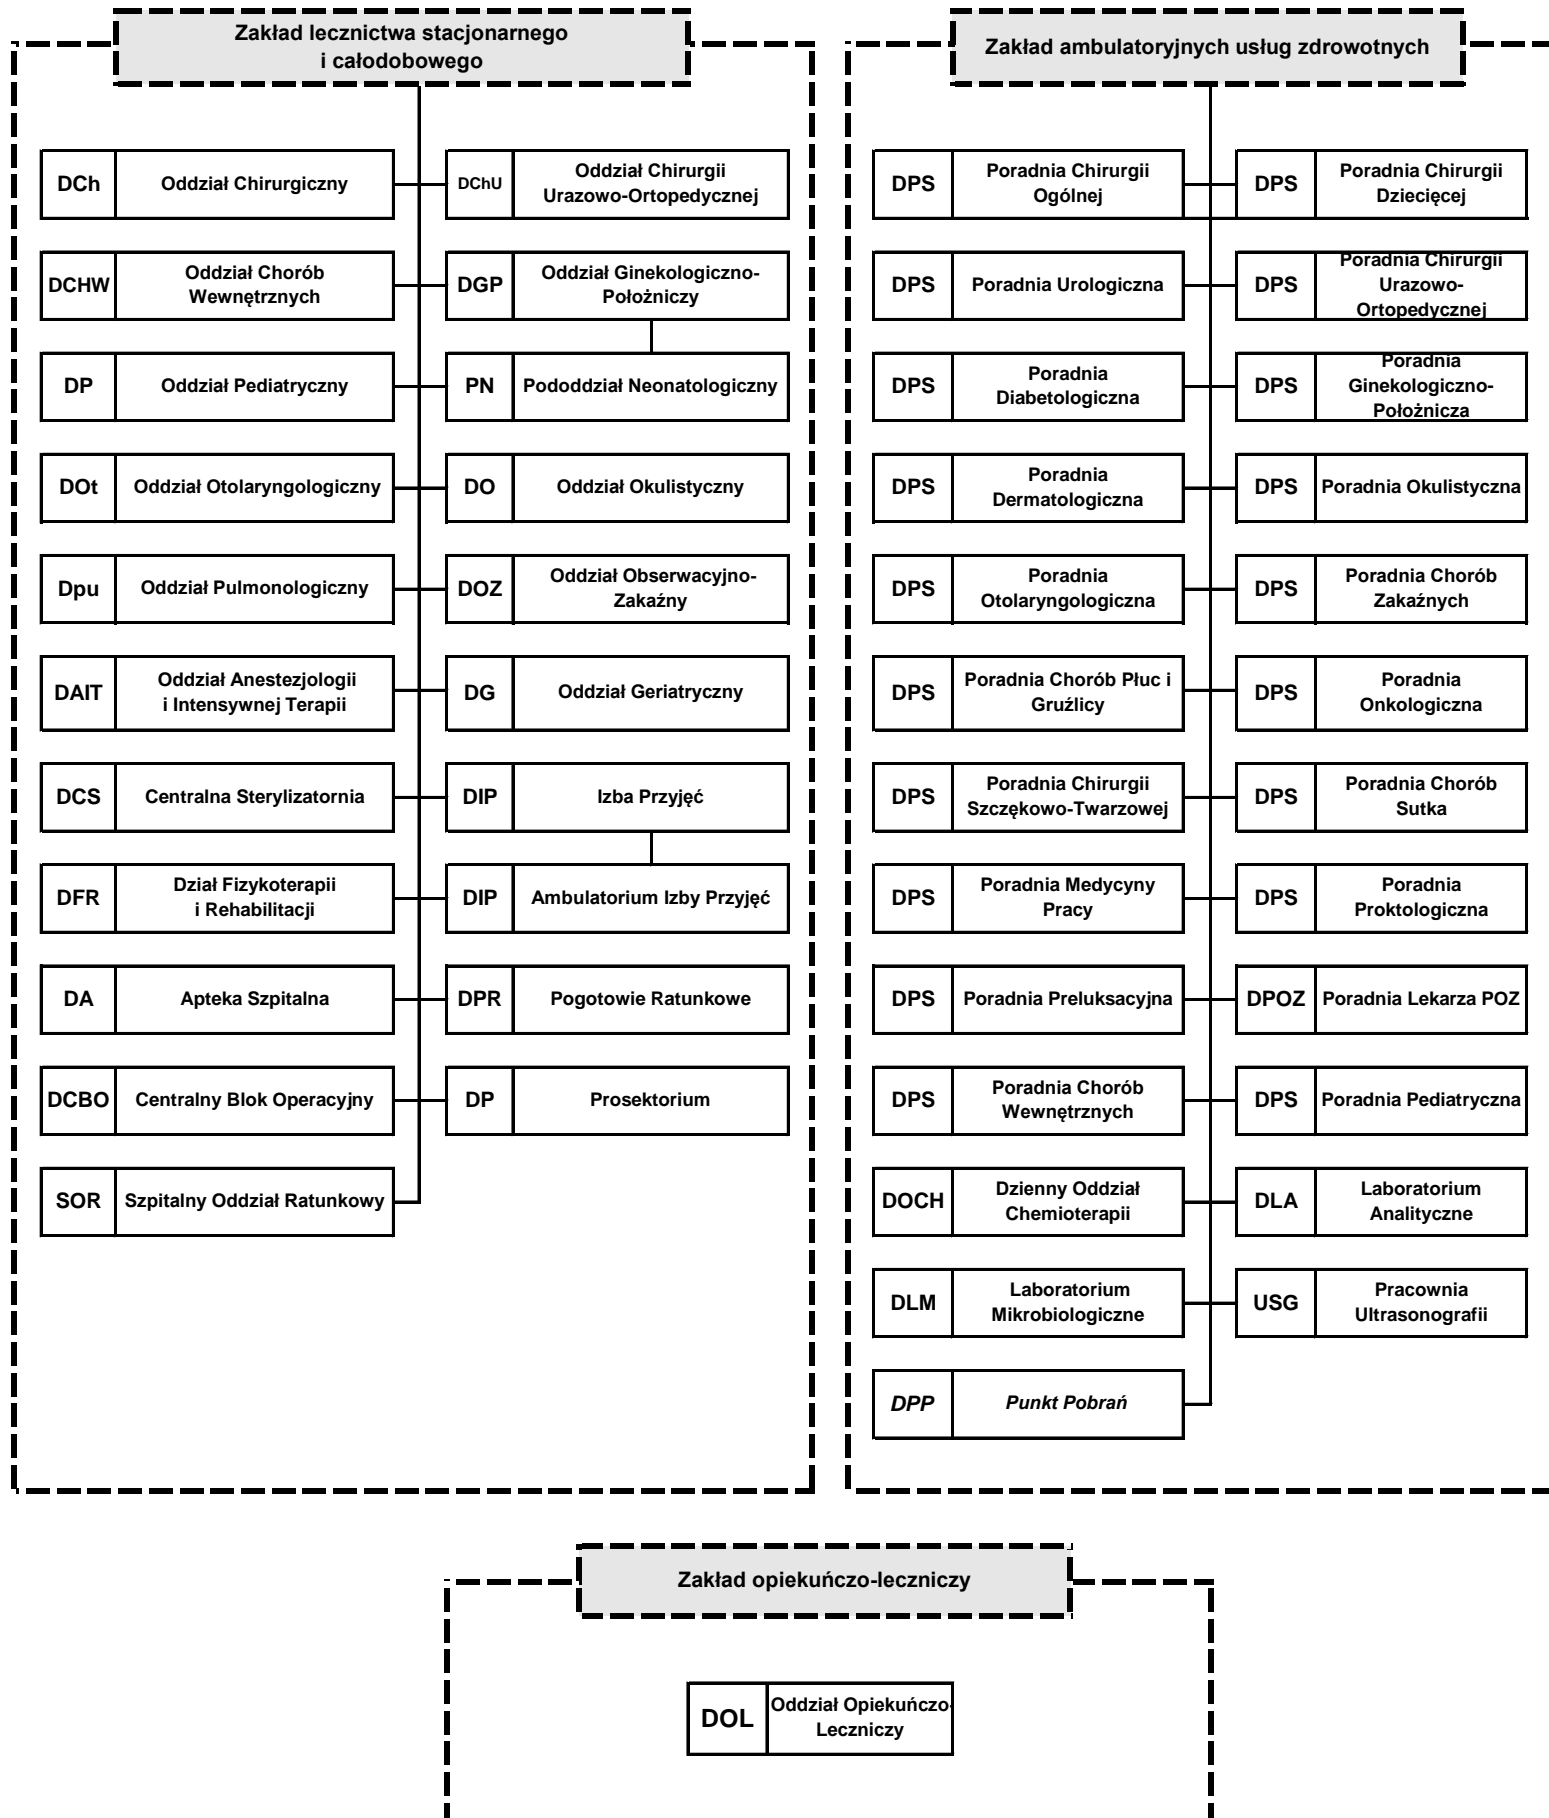 Zakład lecznictwa stacjonarnego
i całodobowego
DCh
Oddział Chirurgiczny
DChU
Oddział Chirurgii
Urazowo-Ortopedycznej
DCHW
Oddział Chorób
Wewnętrznych
DGP
Oddział Ginekologiczno-
Położniczy
DP
Oddział Pediatryczny
PN
Pododdział Neonatologiczny
DOt
Oddział Otolaryngologiczny
DO
Oddział Okulistyczny
Dpu
Oddział Pulmonologiczny
DOZ
Oddział Obserwacyjno-
Zakaźny
DAIT
Oddział Anestezjologii
i Intensywnej Terapii
DG
Oddział Geriatryczny
DCS
Centralna Sterylizatornia
DIP
Izba Przyjęć
DFR
Dział Fizykoterapii
i Rehabilitacji
DIP
Ambulatorium Izby Przyjęć
DA
Apteka Szpitalna
DPR
Pogotowie Ratunkowe
DCBO
Centralny Blok Operacyjny
DP
Prosektorium
SOR
Szpitalny Oddział Ratunkowy
Zakład ambulatoryjnych usług zdrowotnych
DPS
Poradnia Chirurgii
Ogólnej
DPS
Poradnia Chirurgii
Dziecięcej
DPS
Poradnia Urologiczna
DPS
Poradnia Chirurgii
Urazowo-
Ortopedycznej
DPS
Poradnia
Diabetologiczna
DPS
Poradnia
Ginekologiczno-
Położnicza
DPS
Poradnia
Dermatologiczna
DPS
Poradnia Okulistyczna
DPS
Poradnia
Otolaryngologiczna
DPS
Poradnia Chorób
Zakaźnych
DPS
Poradnia Chorób Płuc i
Gruźlicy
DPS
Poradnia
Onkologiczna
DPS
Poradnia Chirurgii
Szczękowo-Twarzowej
DPS
Poradnia Chorób
Sutka
DPS
Poradnia Medycyny
Pracy
DPS
Poradnia
Proktologiczna
DPS
Poradnia Preluksacyjna
DPOZ
Poradnia Lekarza POZ
DPS
Poradnia Chorób
Wewnętrznych
DPS
Poradnia Pediatryczna
DOCH
Dzienny Oddział
Chemioterapii
DLA
Laboratorium
Analityczne
DLM
Laboratorium
Mikrobiologiczne
USG
Pracownia
Ultrasonografii
DPP
Punkt Pobrań
Zakład opiekuńczo-leczniczy
DOL
Oddział Opiekuńczo-
Leczniczy